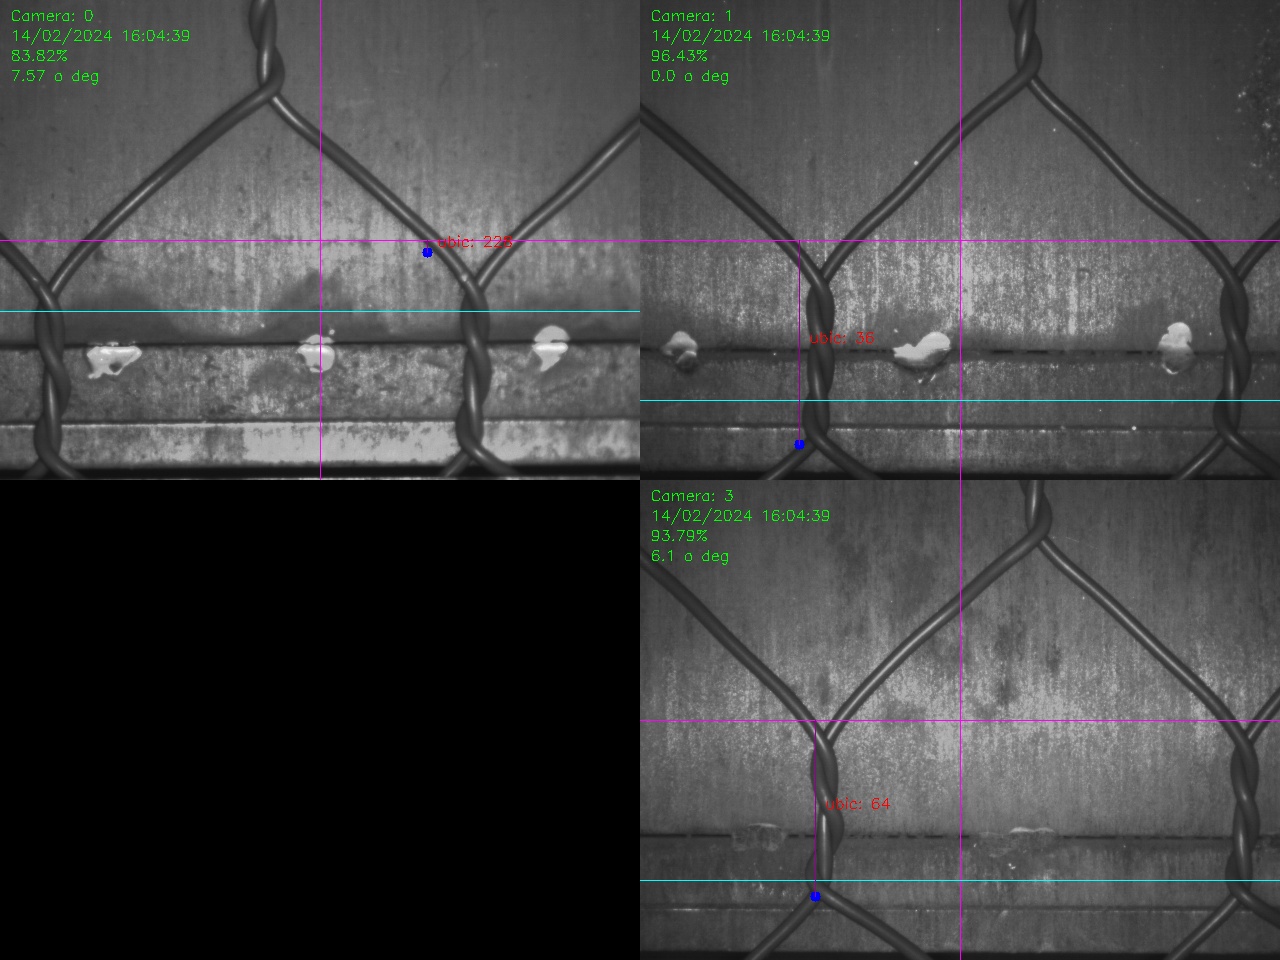 Camera: 0
14/02/2024 16:04:39
83.82%
7.57 o deg
ubic: 225
Camera: 1
14/02/2024 16:04:39
96.43%
0.0 o deg
ubic: 36
Camera: 3
14/02/2024 16:04:39
93.79%
6.1 o deg
ubic: 64